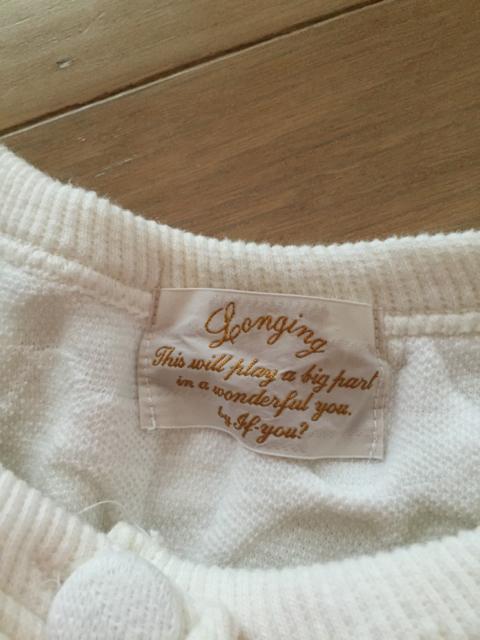 Longing
This will play a big part
in a wonderful you.
by If you?